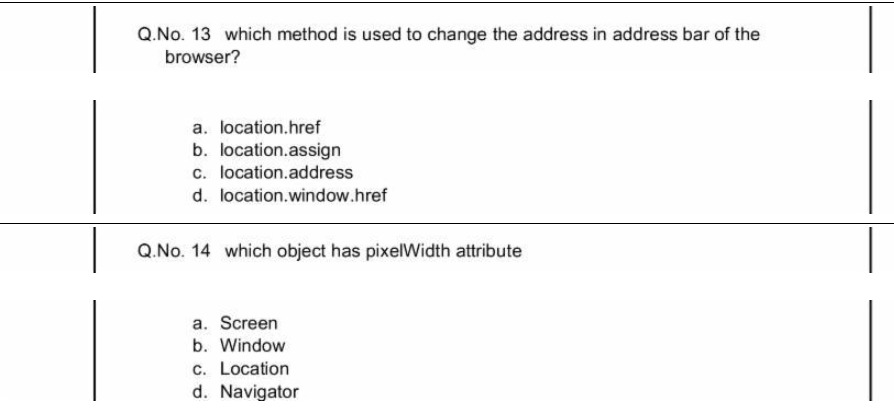 Q.No. 13 which method is used to change the address in address bar of the
browser?
a. location.href
b. location.assign
c. location.address
d. location.window.href
Q.No. 14 which object has pixelWidth attribute
a. Screen
b. Window
c. Location
d. Navigator